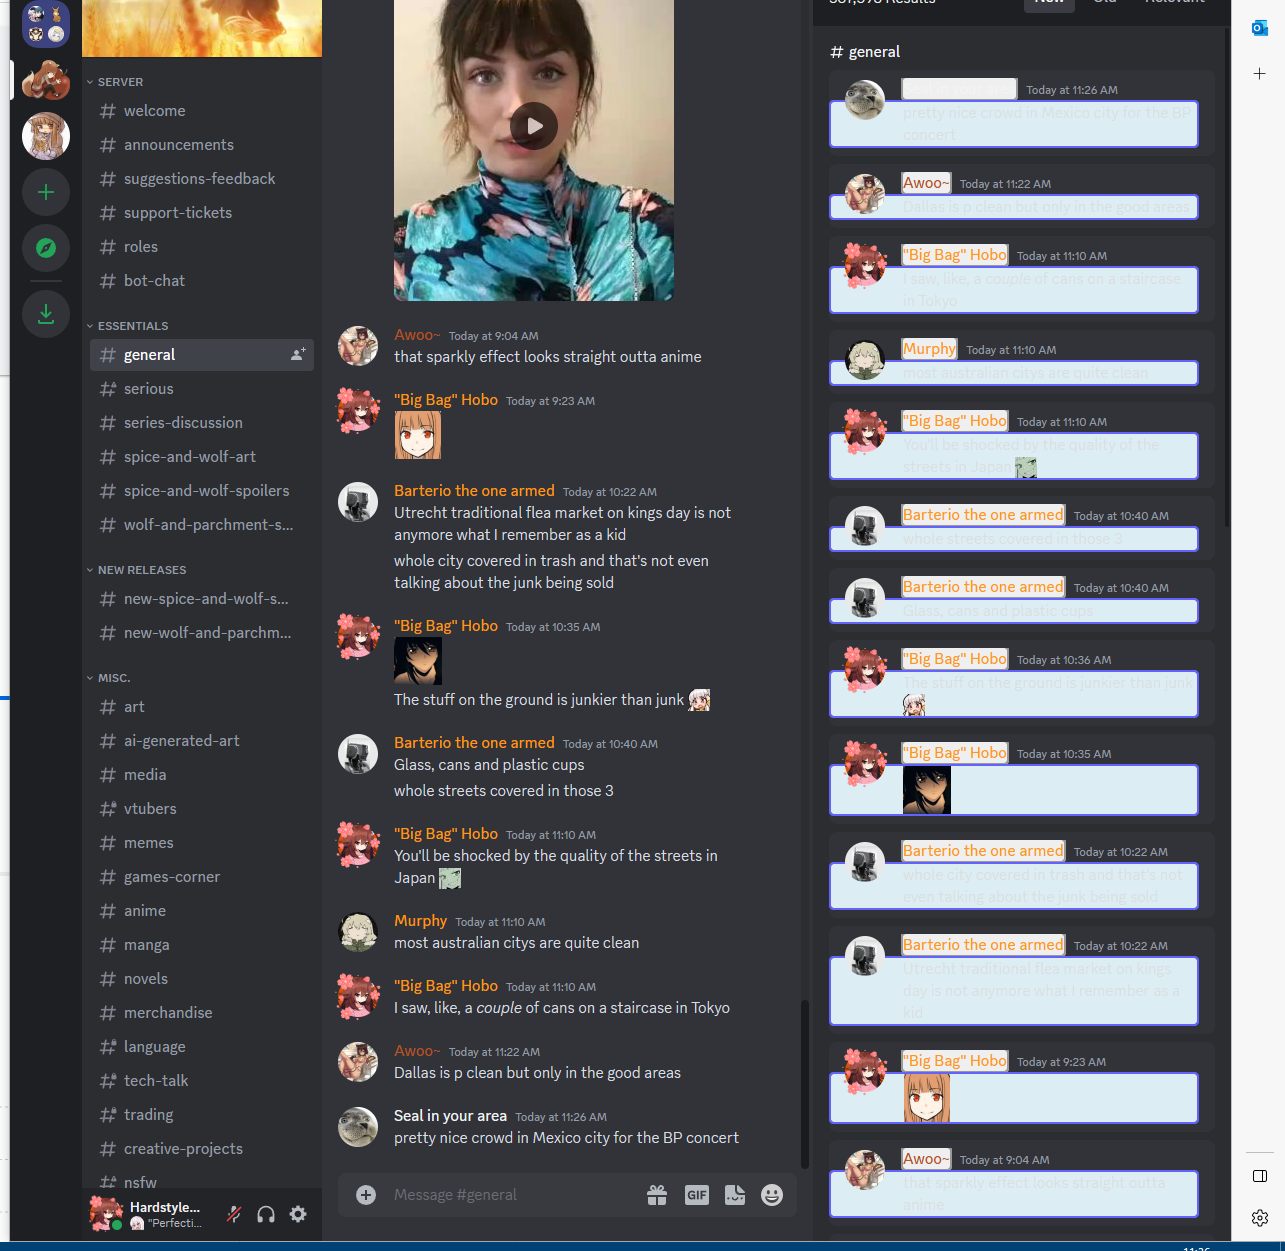 SERVER
welcome
announcements
suggestions-feedback
support-tickets
roles
bot-chat
ESSENTIALS
general
serious
series-discussion
spice-and-wolf-art
spice-and-wolf-spoilers
wolf-and-parchment-s...
NEW RELEASES
new-spice-and-wolf-s...
new-wolf-and-parchm...
MISC.
art
ai-generated-art
media
vtubers
memes
games-corner
anime
manga
novels
merchandise
language
tech-talk
trading
creative-projects
nsfw
Hardstyle...
"Perfecti...
Awoo~ Today at 9:04 AM
that sparkly effect looks straight outta anime
"Big Bag" Hobo Today at 9:23 AM
Barterio the one armed Today at 10:22 AM
Utrecht traditional flea market on kings day is not
anymore what I remember as a kid
whole city covered in trash and that's not even
talking about the junk being sold
"Big Bag" Hobo Today at 10:35 AM
The stuff on the ground is junkier than junk
Barterio the one armed Today at 10:40 AM
Glass, cans and plastic cups
whole streets covered in those 3
"Big Bag" Hobo Today at 11:10 AM
You'll be shocked by the quality of the streets in
Japan
Murphy Today at 11:10 AM
most australian citys are quite clean
"Big Bag" Hobo Today at 11:10 AM
I saw, like, a couple of cans on a staircase in Tokyo
Awoo~ Today at 11:22 AM
Dallas is p clean but only in the good areas
Seal in your area Today at 11:26 AM
pretty nice crowd in Mexico city for the BP concert
Message #general
GIF
Results
New Old Relevant
# general
Seal in your area Today at 11:26 AM
pretty nice crowd in Mexico city for the BP
concert
Awoo~ Today at 11:22 AM
Dallas is p clean but only in the good areas
"Big Bag" Hobo Today at 11:10 AM
I saw, like, a couple of cans on a staircase
in Tokyo
Murphy Today at 11:10 AM
most australian citys are quite clean
"Big Bag" Hobo Today at 11:10 AM
You'll be shocked by the quality of the
streets in Japan
Barterio the one armed Today at 10:40 AM
whole streets covered in those 3
Barterio the one armed Today at 10:40 AM
Glass, cans and plastic cups
"Big Bag" Hobo Today at 10:36 AM
The stuff on the ground is junkier than junk
"Big Bag" Hobo Today at 10:35 AM
Barterio the one armed Today at 10:22 AM
whole city covered in trash and that's not
even talking about the junk being sold
Barterio the one armed Today at 10:22 AM
Utrecht traditional flea market on kings
day is not anymore what I remember as a
kid
"Big Bag" Hobo Today at 9:23 AM
Awoo~ Today at 9:04 AM
that sparkly effect looks straight outta
anime